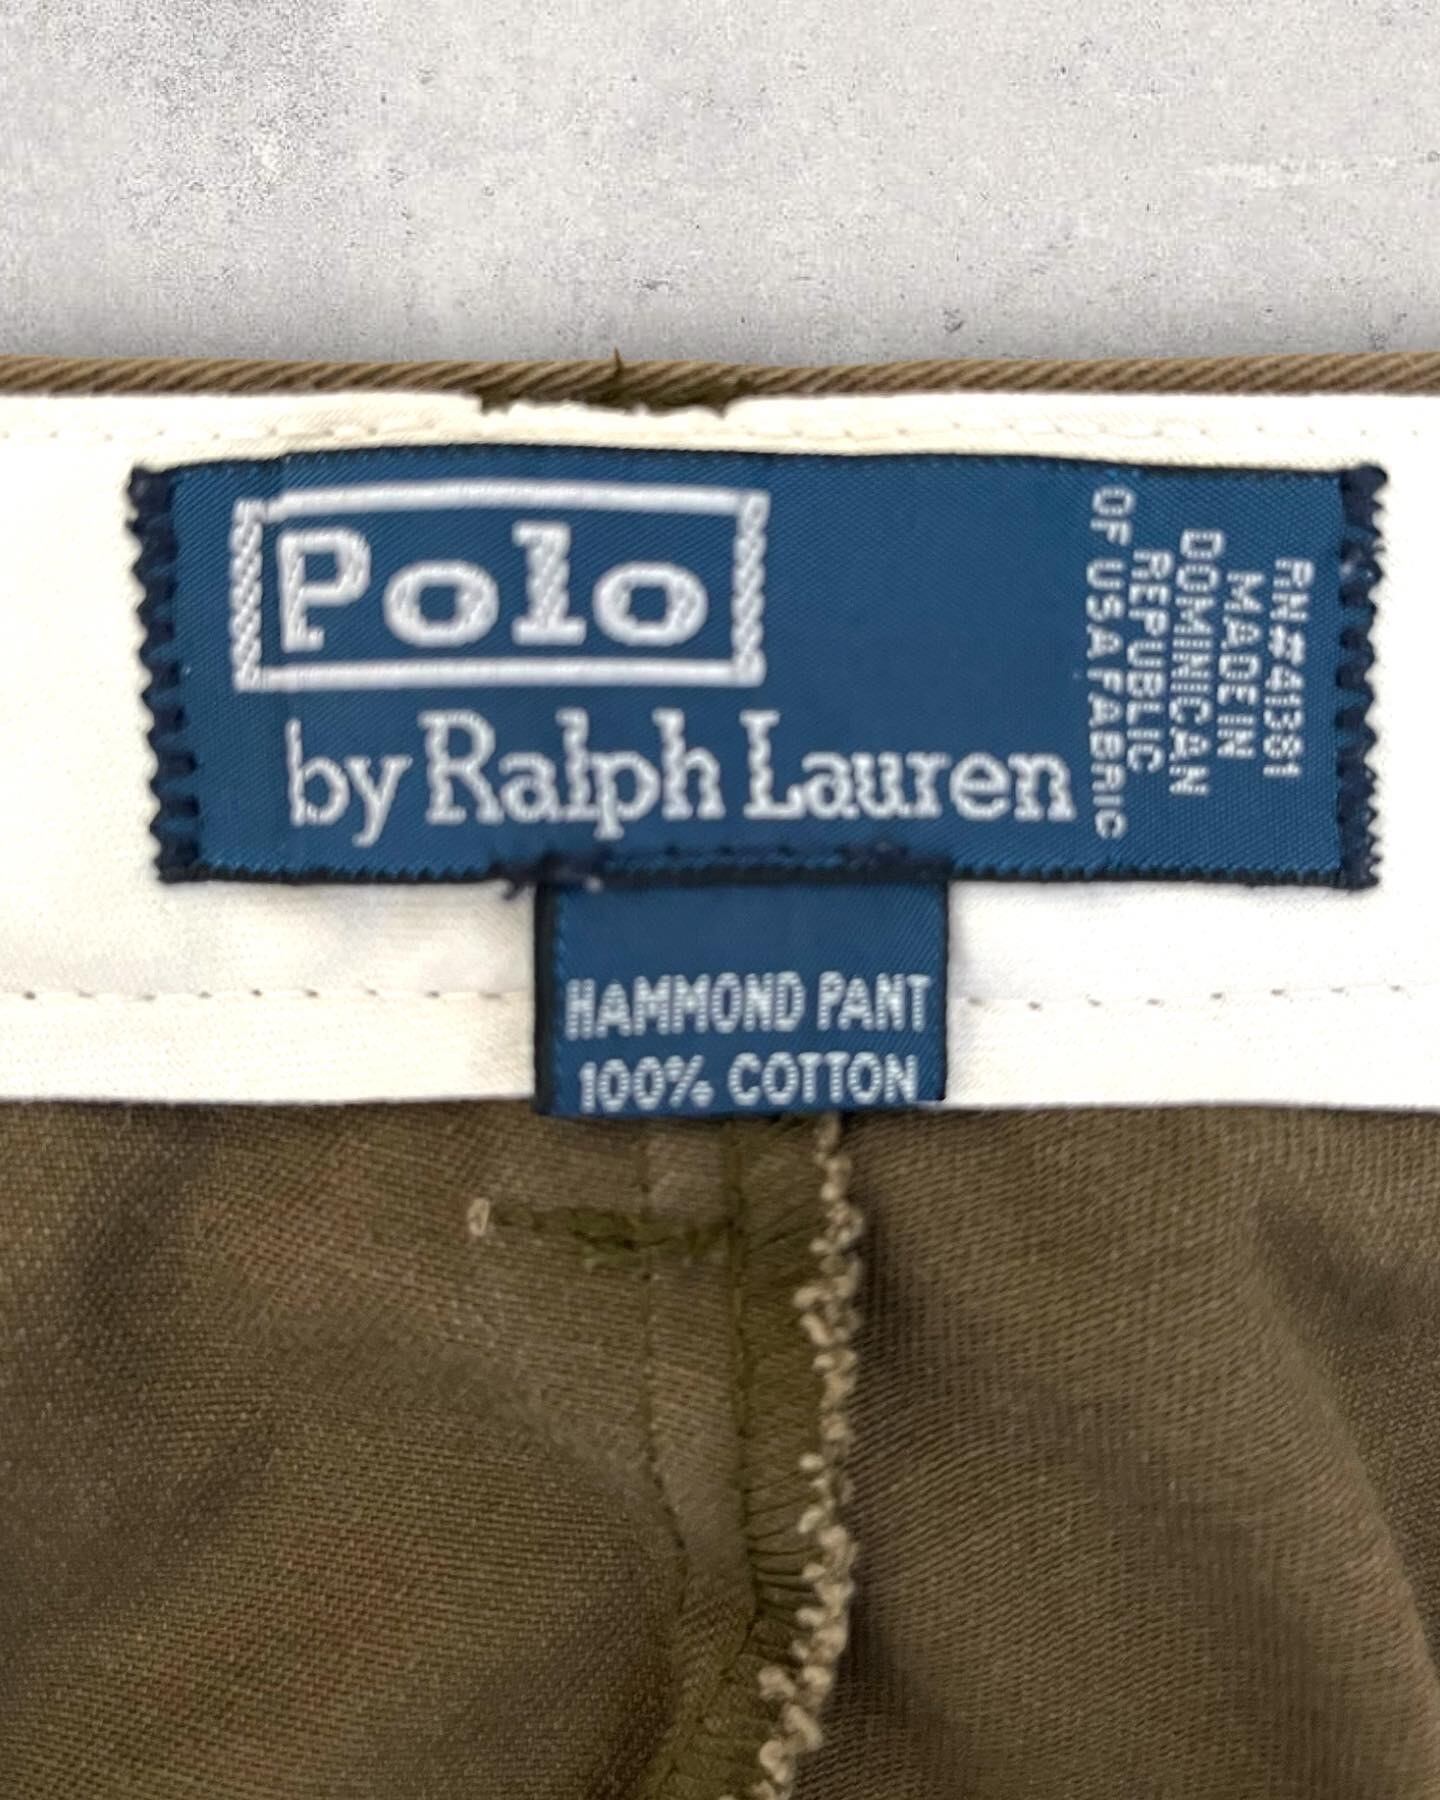 Polo
by Ralph Lauren
RN#41381
MADE IN
DOMINICAN
REPUBLIC
OF USA FABRIC
HAMMOND PANT
100% COTTON